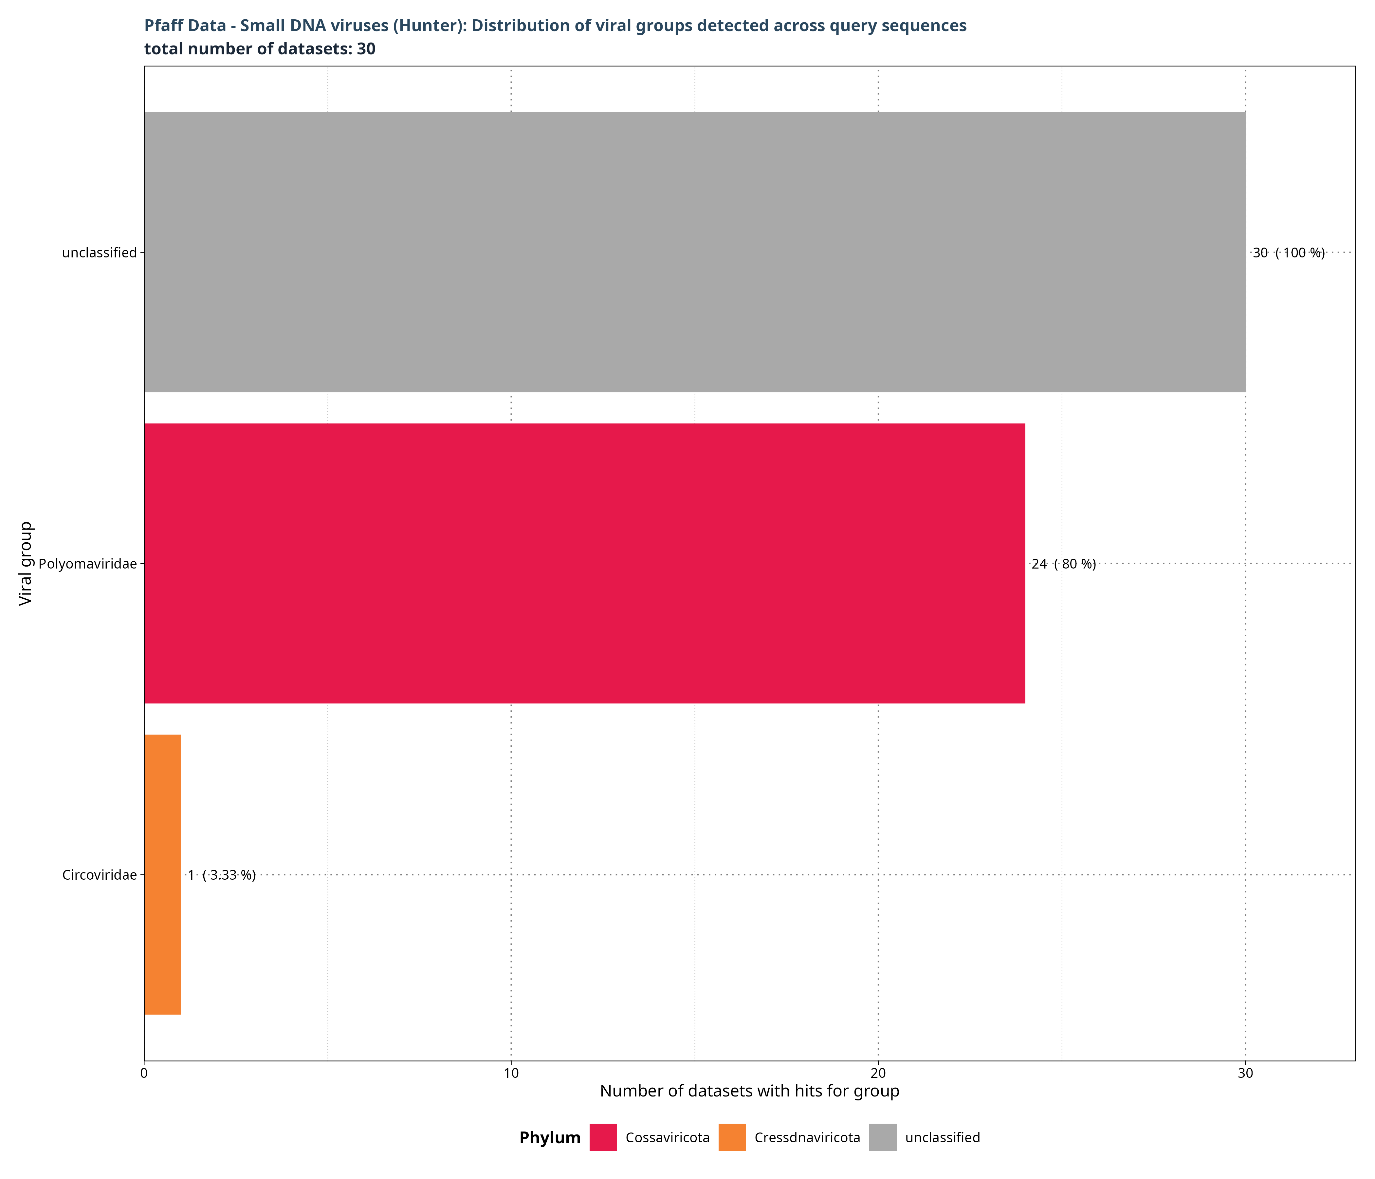 Pfaff Data - Small DNA viruses (Hunter): Distribution of viral groups detected across query sequences
total number of datasets: 30
Viral group
unclassified
30 ( 100 %)
Polyomaviridae
24 ( 80 %)
Circoviridae
1 ( 3.33 %)
0 10 20 30
Number of datasets with hits for group
Phylum Cossaviricota Cressdnaviricota unclassified